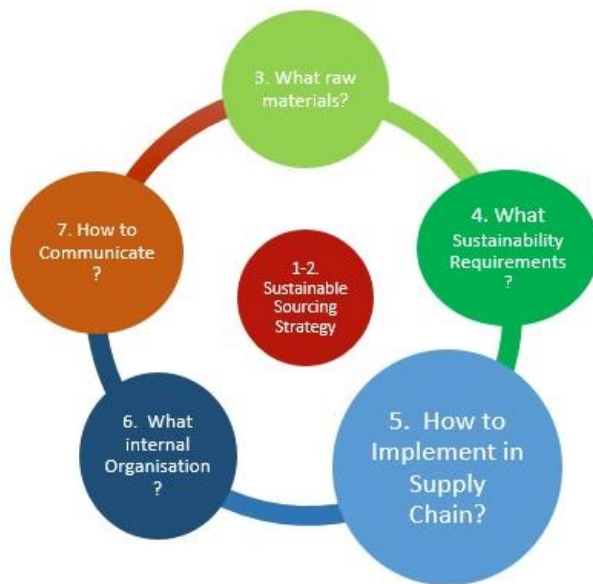 3. What raw
materials?
4. What
Sustainability
Requirements
?
5. How to
Implement in
Supply
Chain?
6. What
internal
Organisation
?
7. How to
Communicate
?
1-2.
Sustainable
Sourcing
Strategy